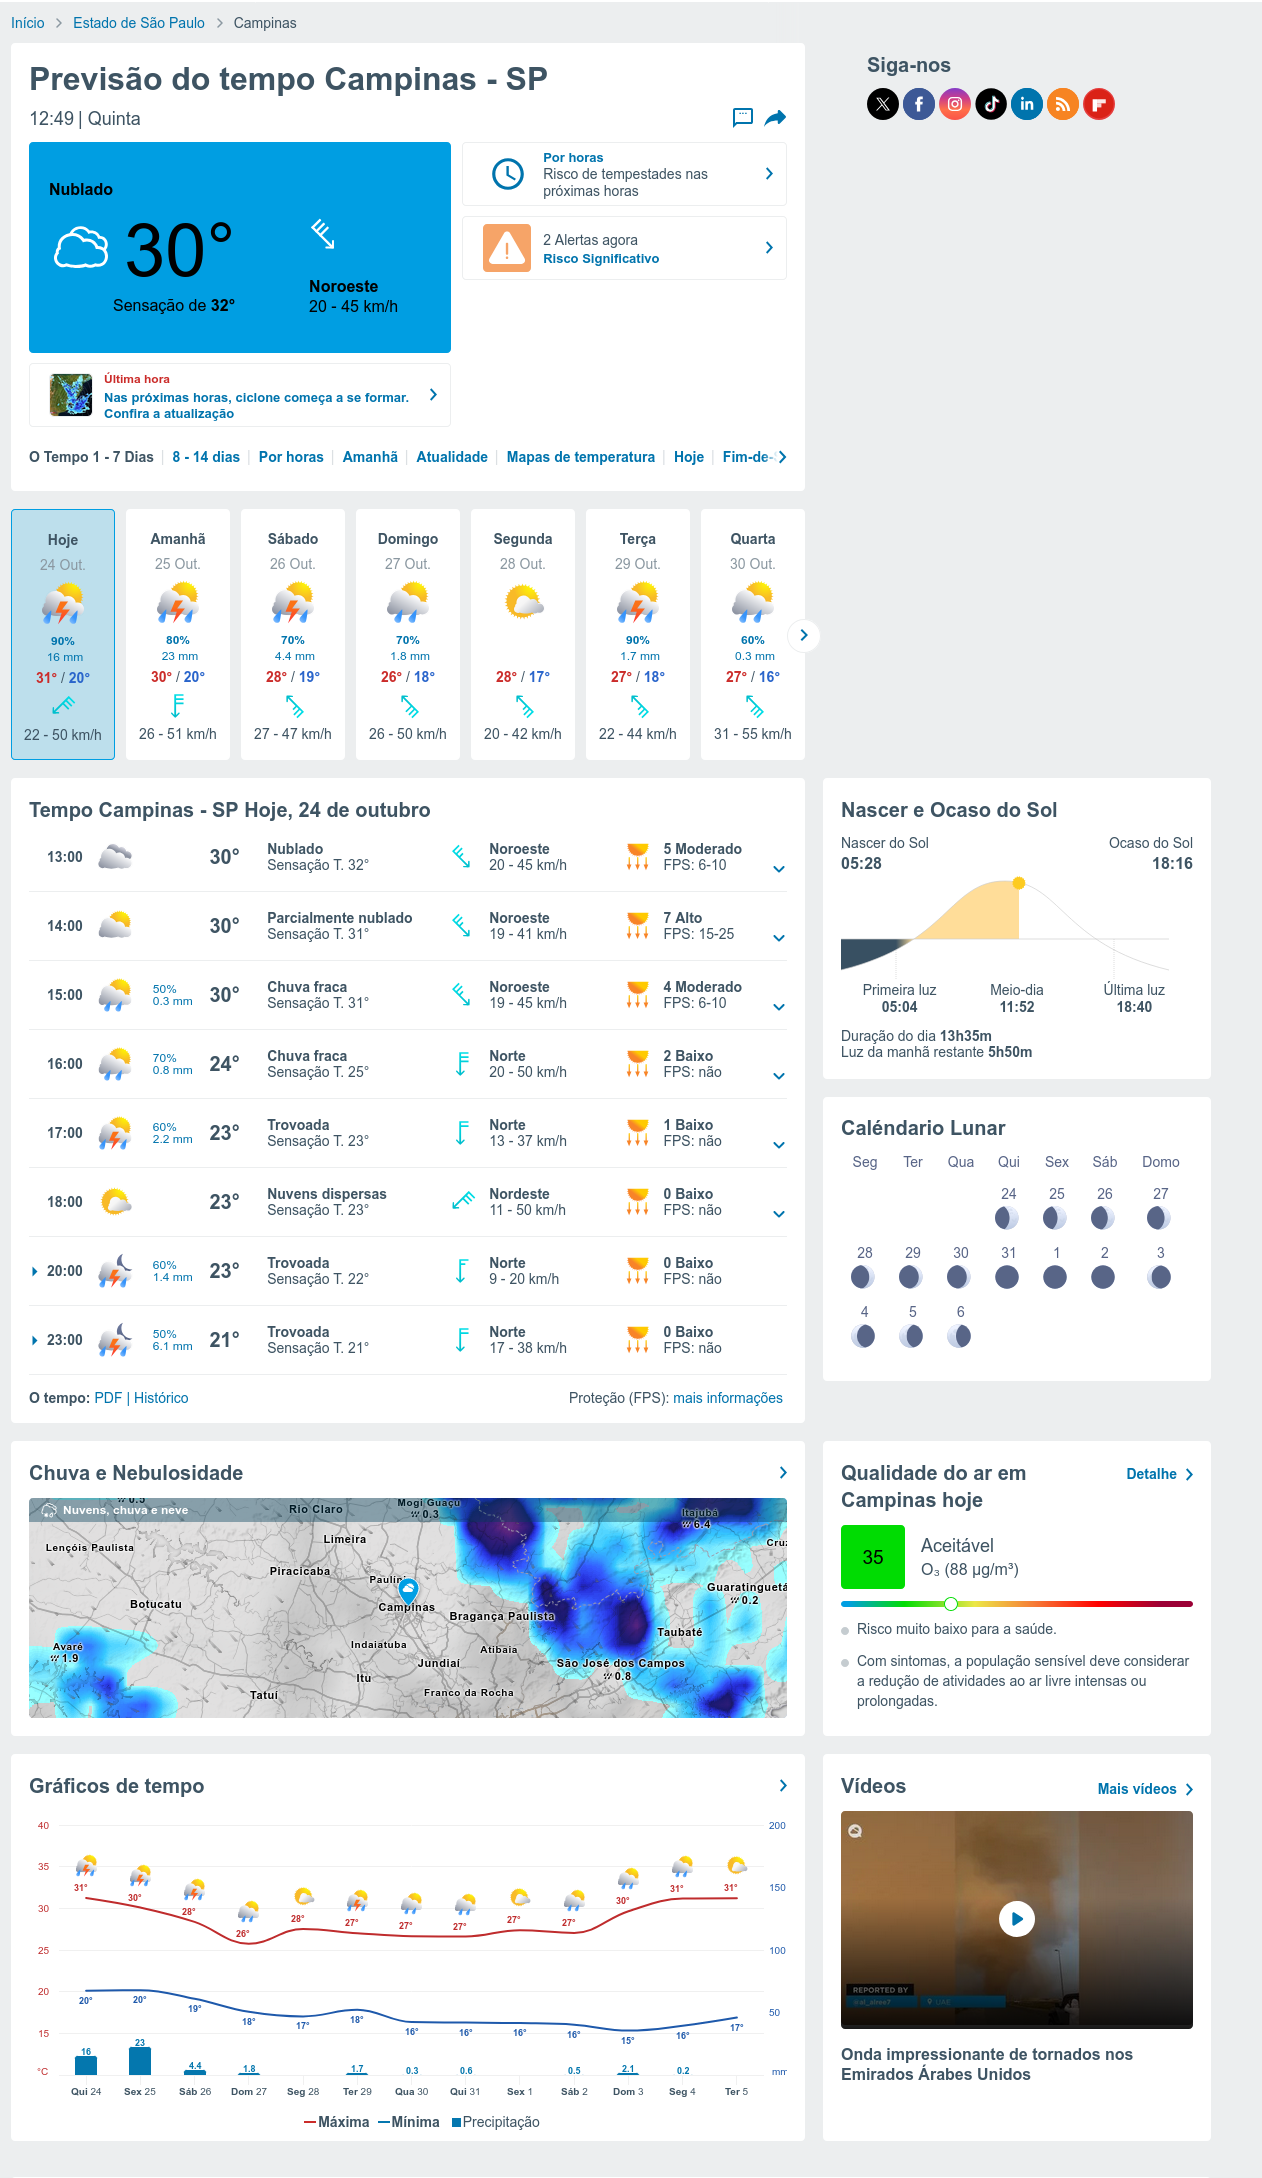 Início > Estado de São Paulo > Campinas
Previsão do tempo Campinas - SP
12:49 | Quinta
Nublado
30°
Sensação de 32°
Noroeste
20 - 45 km/h
Por horas
Risco de tempestades nas
próximas horas
2 Alertas agora
Risco Significativo
Última hora
Nas próximas horas, ciclone começa a se formar.
Confira a atualização
O Tempo 1 - 7 Dias | 8 - 14 dias | Por horas | Amanhã | Atualidade | Mapas de temperatura | Hoje | Fim-de-
Siga-nos
Hoje
24 Out.
90%
16 mm
31° / 20°
22 - 50 km/h
Amanhã
25 Out.
80%
23 mm
30° / 20°
26 - 51 km/h
Sábado
26 Out.
70%
4.4 mm
28° / 19°
27 - 47 km/h
Domingo
27 Out.
70%
1.8 mm
26° / 18°
26 - 50 km/h
Segunda
28 Out.
28° / 17°
20 - 42 km/h
Terça
29 Out.
90%
1.7 mm
27° / 18°
22 - 44 km/h
Quarta
30 Out.
60%
0.3 mm
27° / 16°
31 - 55 km/h
Tempo Campinas - SP Hoje, 24 de outubro
13:00 30° Nublado Noroeste 5 Moderado
Sensação T. 32° 20 - 45 km/h FPS: 6-10
14:00 30° Parcialmente nublado Noroeste 7 Alto
Sensação T. 31° 19 - 41 km/h FPS: 15-25
15:00 50% 30° Chuva fraca Noroeste 4 Moderado
0.3 mm Sensação T. 31° 19 - 45 km/h FPS: 6-10
16:00 70% 24° Chuva fraca Norte 2 Baixo
0.8 mm Sensação T. 25° 20 - 50 km/h FPS: não
17:00 60% 23° Trovoada Norte 1 Baixo
2.2 mm Sensação T. 23° 13 - 37 km/h FPS: não
18:00 23° Nuvens dispersas Nordeste 0 Baixo
Sensação T. 23° 11 - 50 km/h FPS: não
20:00 60% 23° Trovoada Norte 0 Baixo
1.4 mm Sensação T. 22° 9 - 20 km/h FPS: não
23:00 50% 21° Trovoada Norte 0 Baixo
6.1 mm Sensação T. 21° 17 - 38 km/h FPS: não
O tempo: PDF | Histórico
Proteção (FPS): mais informações
Nascer e Ocaso do Sol
Nascer do Sol Ocaso do Sol
05:28 18:16
Primeira luz Meio-dia Última luz
05:04 11:52 18:40
Duração do dia 13h35m
Luz da manhã restante 5h50m
Caléndario Lunar
Seg Ter Qua Qui Sex Sáb Domo
24 25 26 27
28 29 30 31 1 2 3
4 5 6
Chuva e Nebulosidade
Nuvens, chuva e neve
0.5
Rio Claro
Mogi Guaçu
0.3
Itajubá
6.4
Lençóis Paulista
Limeira
Piracicaba
Botucatu
Campinas
Bragança Paulista
Guaratinguetá
0.2
Taubaté
Avaré
1.9
Indaiatuba
Atibaia
Jundiaí
São José dos Campos
0.8
Itu
Tatuí
Franco da Rocha
Qualidade do ar em
Campinas hoje
Detalhe
35
Aceitável
O₃ (88 µg/m³)
Risco muito baixo para a saúde.
Com sintomas, a população sensível deve considerar
a redução de atividades ao ar livre intensas ou
prolongadas.
Gráficos de tempo
40 35 30 25 20 15 °C
200 150 100 50 mm
31° 30° 28° 26° 28° 27° 27° 27° 27° 27° 30° 31° 31°
20° 20° 19° 18° 17° 18° 16° 16° 16° 16° 15° 16° 17°
16 23 4.4 1.8 1.7 0.3 0.6 0.5 2.1 0.2
Qui 24 Sex 25 Sáb 26 Dom 27 Seg 28 Ter 29 Qua 30 Qui 31 Sex 1 Sáb 2 Dom 3 Seg 4 Ter 5
Máxima Mínima Precipitação
Vídeos
Mais vídeos
REPORTED BY
UAE
Onda impressionante de tornados nos
Emirados Árabes Unidos